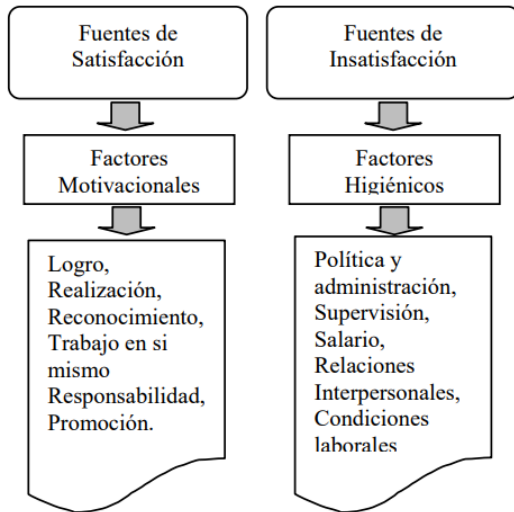 Fuentes de
Satisfacción
Factores
Motivacionales
Logro,
Realización,
Reconocimiento,
Trabajo en si
mismo
Responsabilidad,
Promoción.
Fuentes de
Insatisfacción
Factores
Higiénicos
Política y
administración,
Supervisión,
Salario,
Relaciones
Interpersonales,
Condiciones
laborales